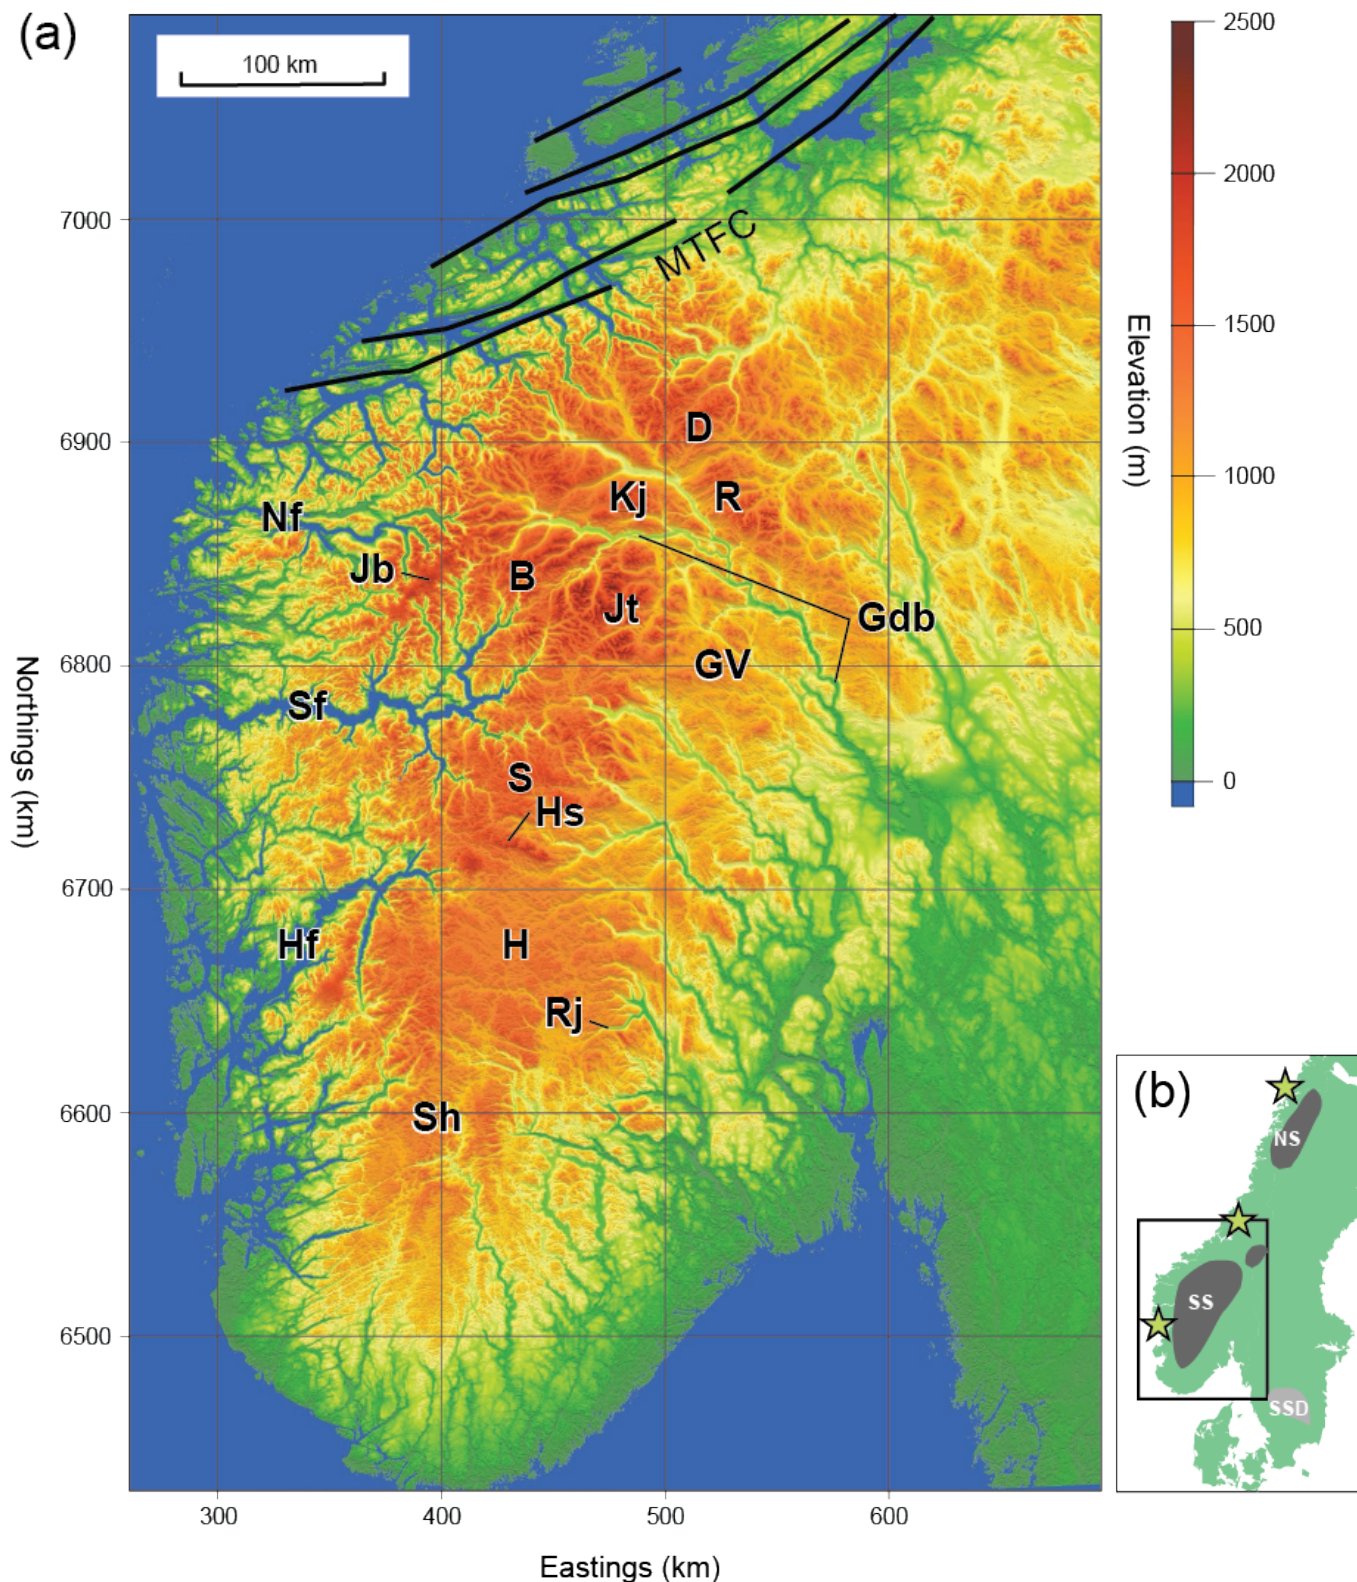 (a)
100 km
2500
2000
1500
1000
500
0
Elevation (m)
7000
6900
6800
6700
6600
6500
Northings (km)
MTFC
D
Kj
R
Nf
Jb
B
Jt
Gdb
GV
Sf
S
Hs
Hf
H
Rj
Sh
300
400
500
600
Eastings (km)
(b)
NS
SS
SSD